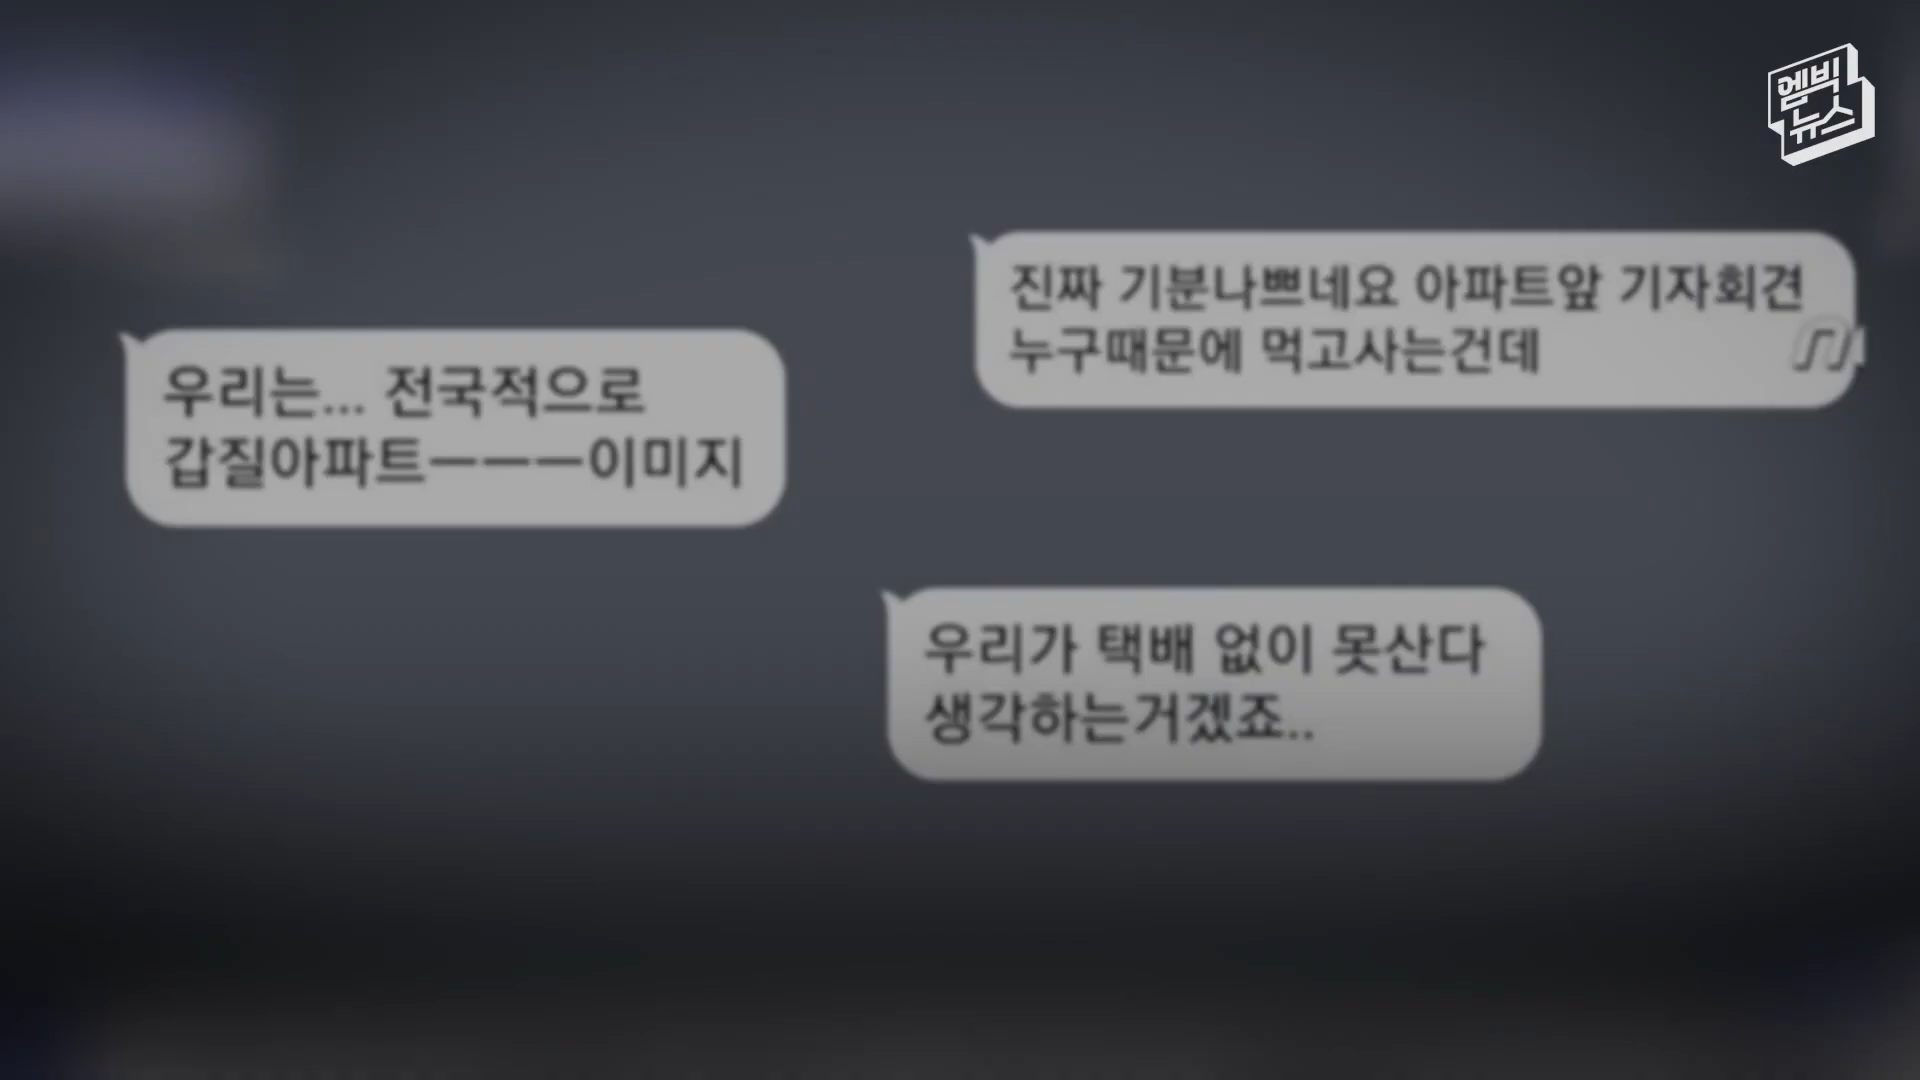 엠빅
뉴스
진짜 기분나쁘네요 아파트앞 기자회견
누구때문에 먹고사는건데
우리는... 전국적으로
갑질아파트ㅡㅡㅡ이미지
우리가 택배 없이 못산다
생각하는거겠죠..